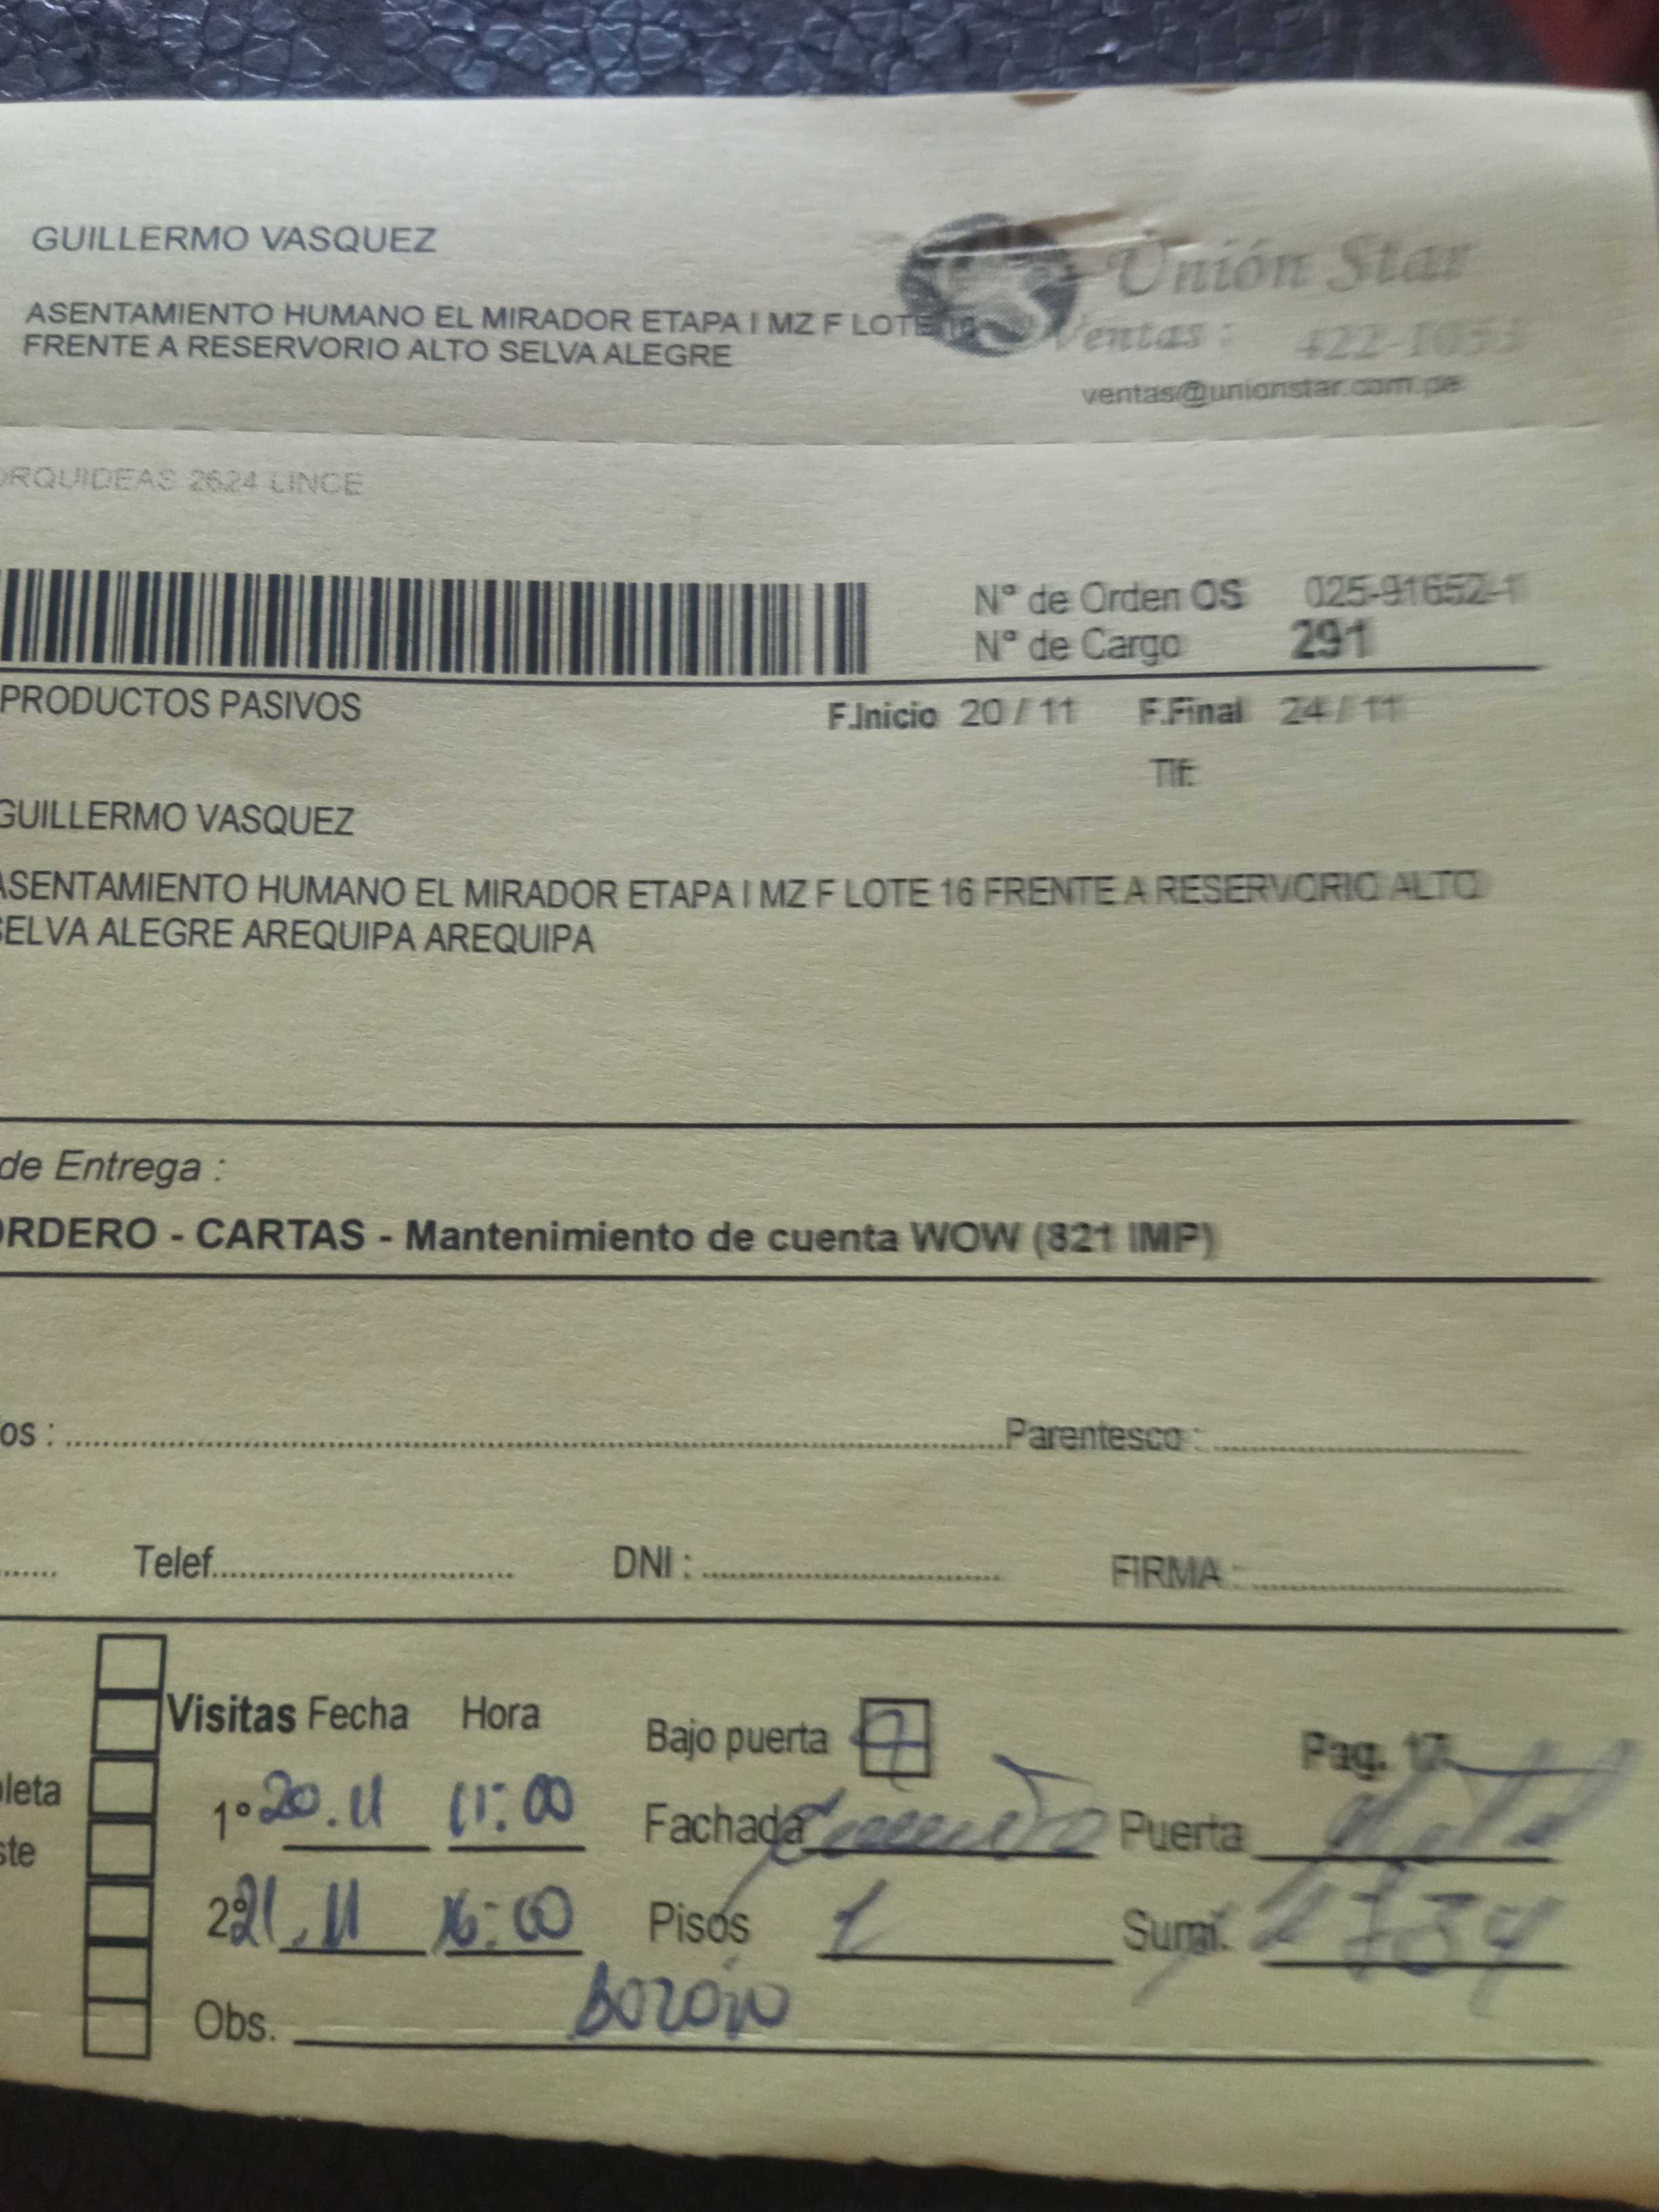 GUILLERMO VASQUEZ
Unión Star
ASENTAMIENTO HUMANO EL MIRADOR ETAPA I MZ F LOTE 16
FRENTE A RESERVORIO ALTO SELVA ALEGRE
Ventas : 422-1053
ventas@unionstar.com.pe
ORQUIDEAS 2624 LINCE
N° de Orden OS 025-91652-1
N° de Cargo 291
PRODUCTOS PASIVOS F.Inicio 20 / 11 F.Final 24 / 11
Tlf:
GUILLERMO VASQUEZ
ASENTAMIENTO HUMANO EL MIRADOR ETAPA I MZ F LOTE 16 FRENTE A RESERVORIO ALTO
SELVA ALEGRE AREQUIPA AREQUIPA
de Entrega :
ORDERO - CARTAS - Mantenimiento de cuenta WOW (821 IMP)
os : Parentesco :
Telef. DNI : FIRMA :
Visitas Fecha Hora Bajo puerta Pag. 17
leta 1° 20.11 11:00 Fachada Puerta
ste
2° 21.11 16:00 Pisos 1 Sumi.
Obs.